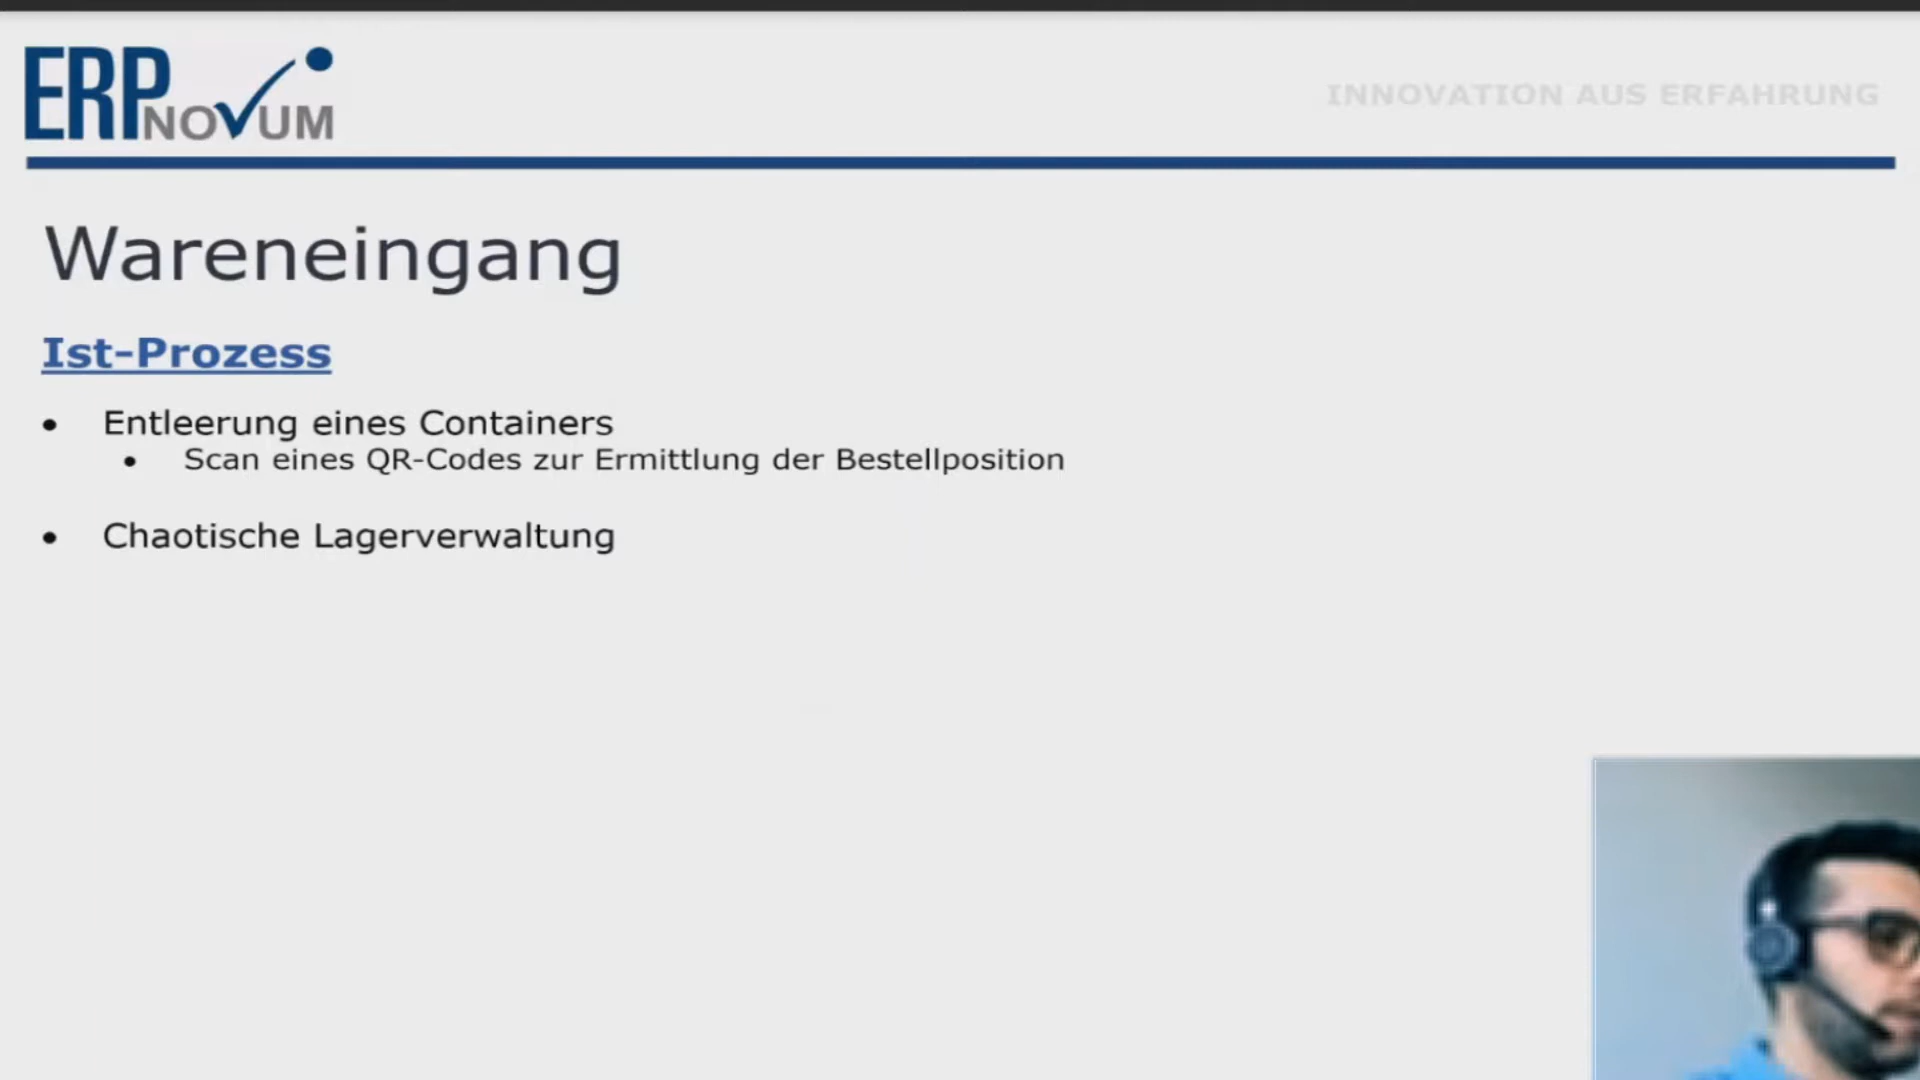 ERP NOVUM
INNOVATION AUS ERFAHRUNG
Wareneingang
Ist-Prozess
• Entleerung eines Containers
• Scan eines QR-Codes zur Ermittlung der Bestellposition
• Chaotische Lagerverwaltung